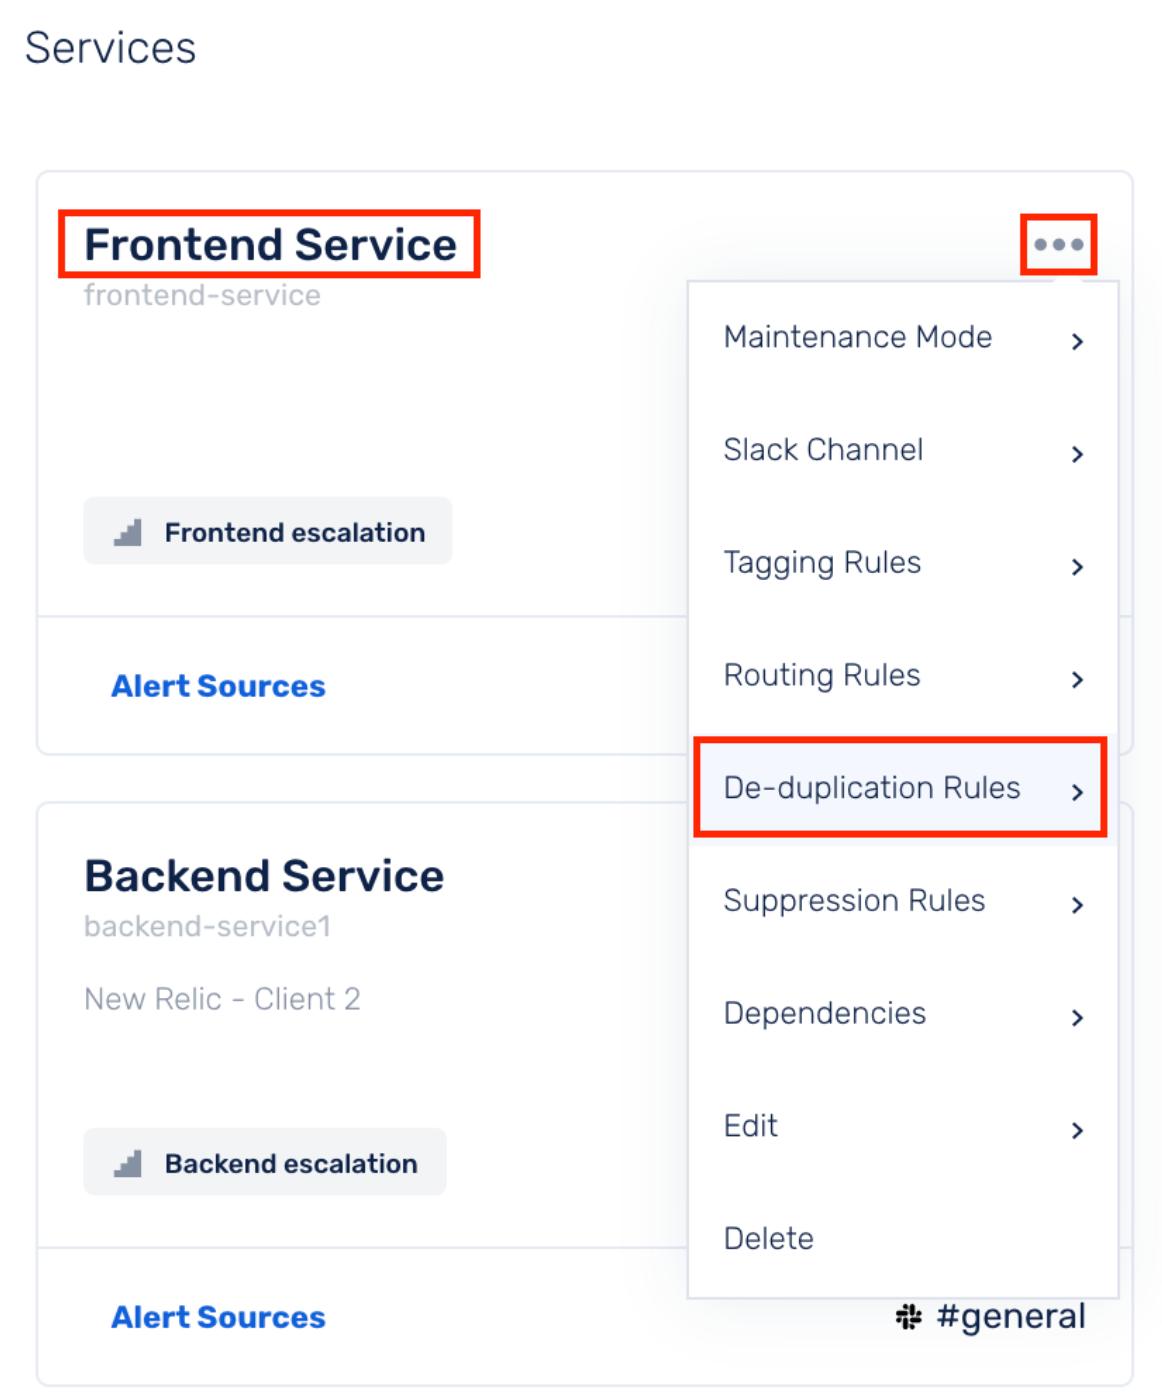 Services
Frontend Service
•••
frontend-service
Maintenance Mode
Slack Channel
Frontend escalation
Tagging Rules
Routing Rules
Alert Sources
De-duplication Rules
Backend Service
backend-service1
Suppression Rules
New Relic - Client 2
Dependencies
Edit
Backend escalation
Delete
Alert Sources
#general